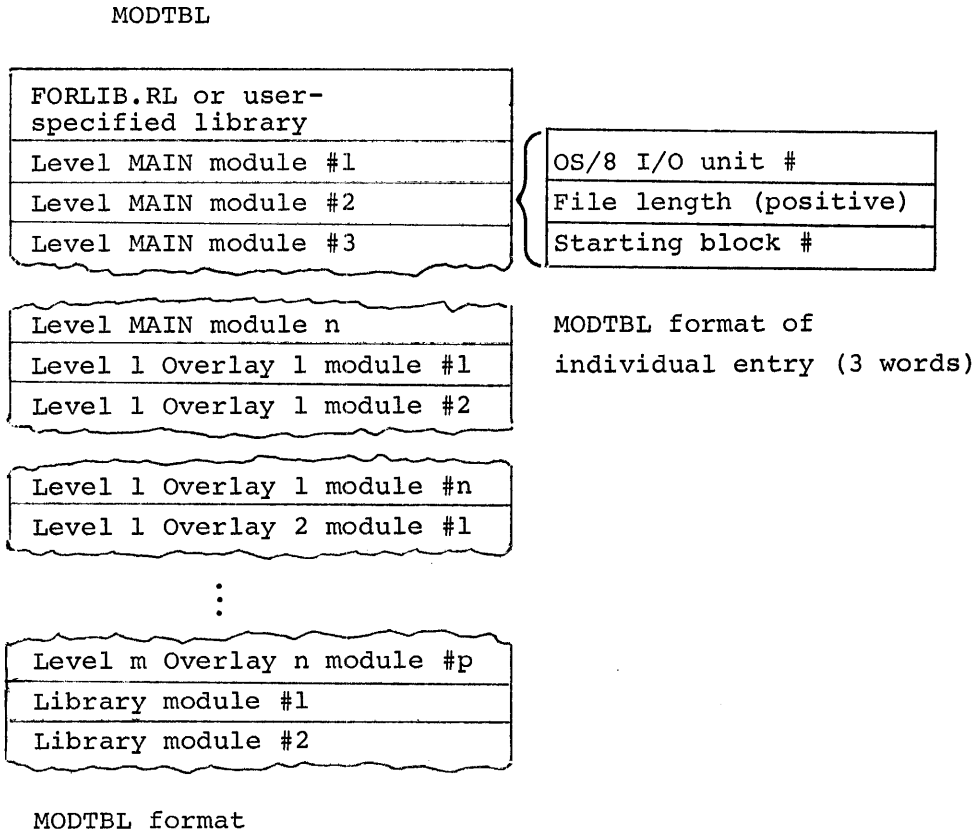 MODTBL
FORLIB.RL or user-
specified library
Level MAIN module #1
Level MAIN module #2
Level MAIN module #3
OS/8 I/O unit #
File length (positive)
Starting block #
Level MAIN module n
Level 1 Overlay 1 module #1
Level 1 Overlay 1 module #2
MODTBL format of
individual entry (3 words)
Level 1 Overlay 1 module #n
Level 1 Overlay 2 module #1
Level m Overlay n module #p
Library module #1
Library module #2
MODTBL format